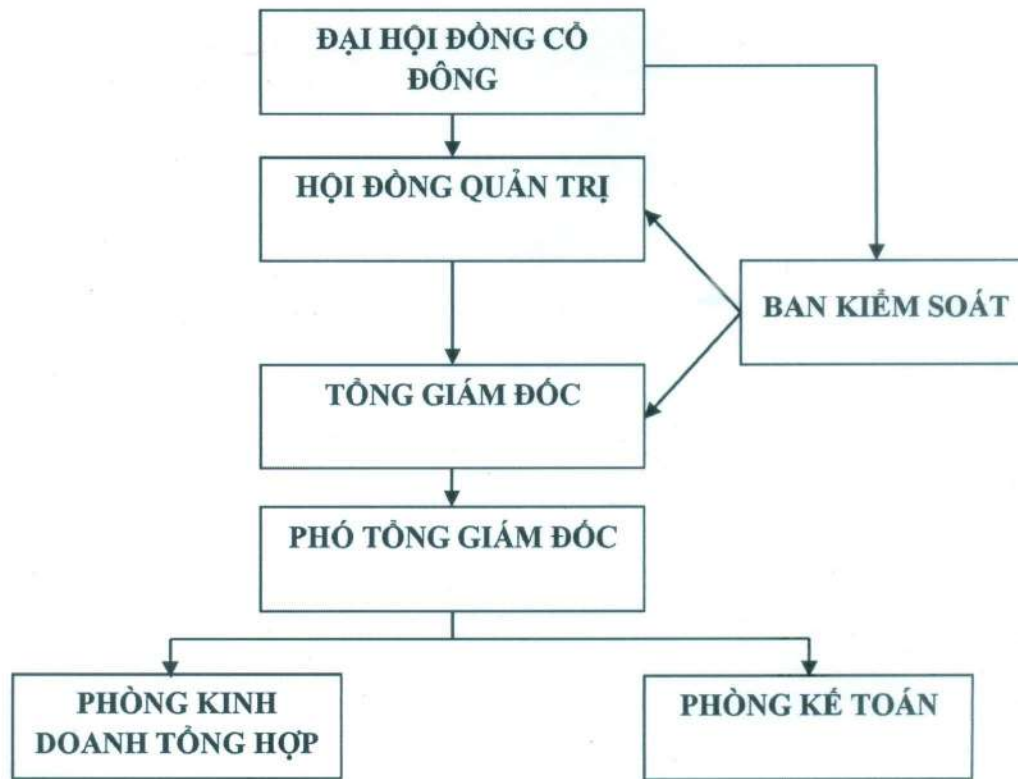 ĐẠI HỘI ĐỒNG CỔ
ĐÔNG
HỘI ĐỒNG QUẢN TRỊ
BAN KIỂM SOÁT
TỔNG GIÁM ĐỐC
PHÓ TỔNG GIÁM ĐỐC
PHÒNG KINH
DOANH TỔNG HỢP
PHÒNG KẾ TOÁN